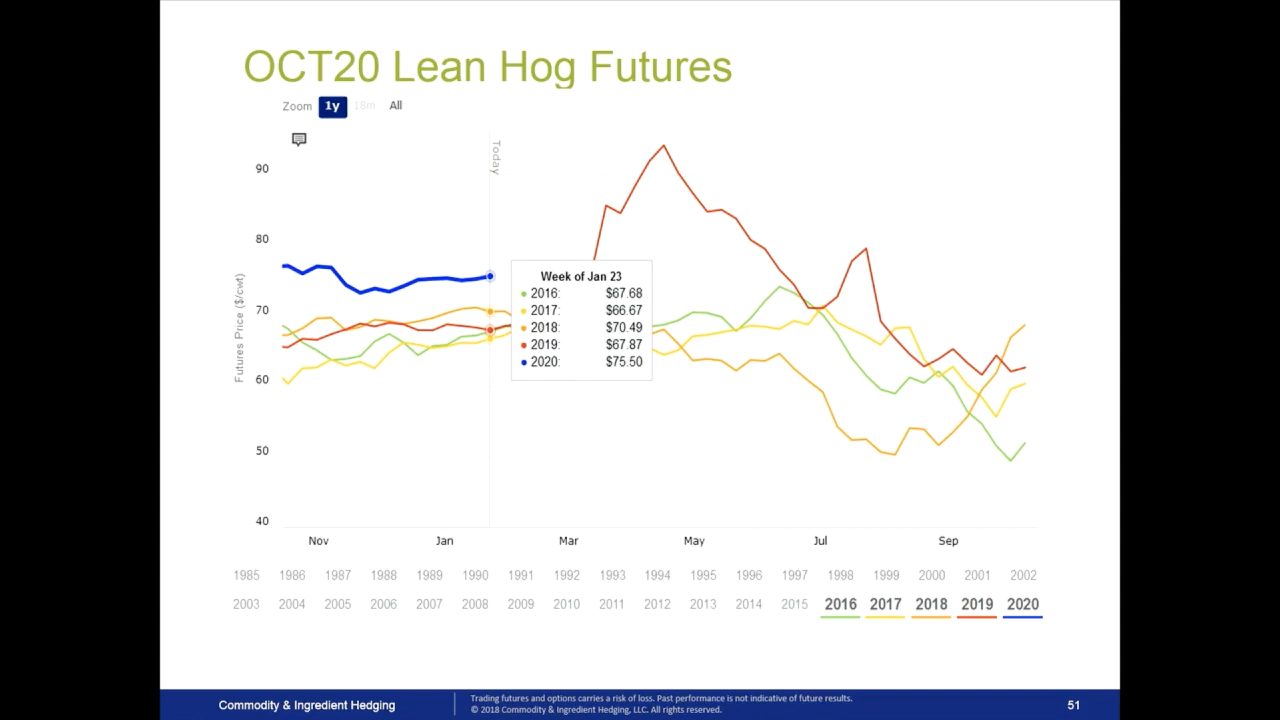 OCT20 Lean Hog Futures
Zoom 1y 18m All
Today
90
80
70
60
50
40
Futures Price ($/cwt)
Week of Jan 23
2016: $67.68
2017: $66.67
2018: $70.49
2019: $67.87
2020: $75.50
Nov Jan Mar May Jul Sep
1985 1986 1987 1988 1989 1990 1991 1992 1993 1994 1995 1996 1997 1998 1999 2000 2001 2002
2003 2004 2005 2006 2007 2008 2009 2010 2011 2012 2013 2014 2015 2016 2017 2018 2019 2020
Commodity & Ingredient Hedging
Trading futures and options carries a risk of loss. Past performance is not indicative of future results.
© 2018 Commodity & Ingredient Hedging, LLC. All rights reserved.
51